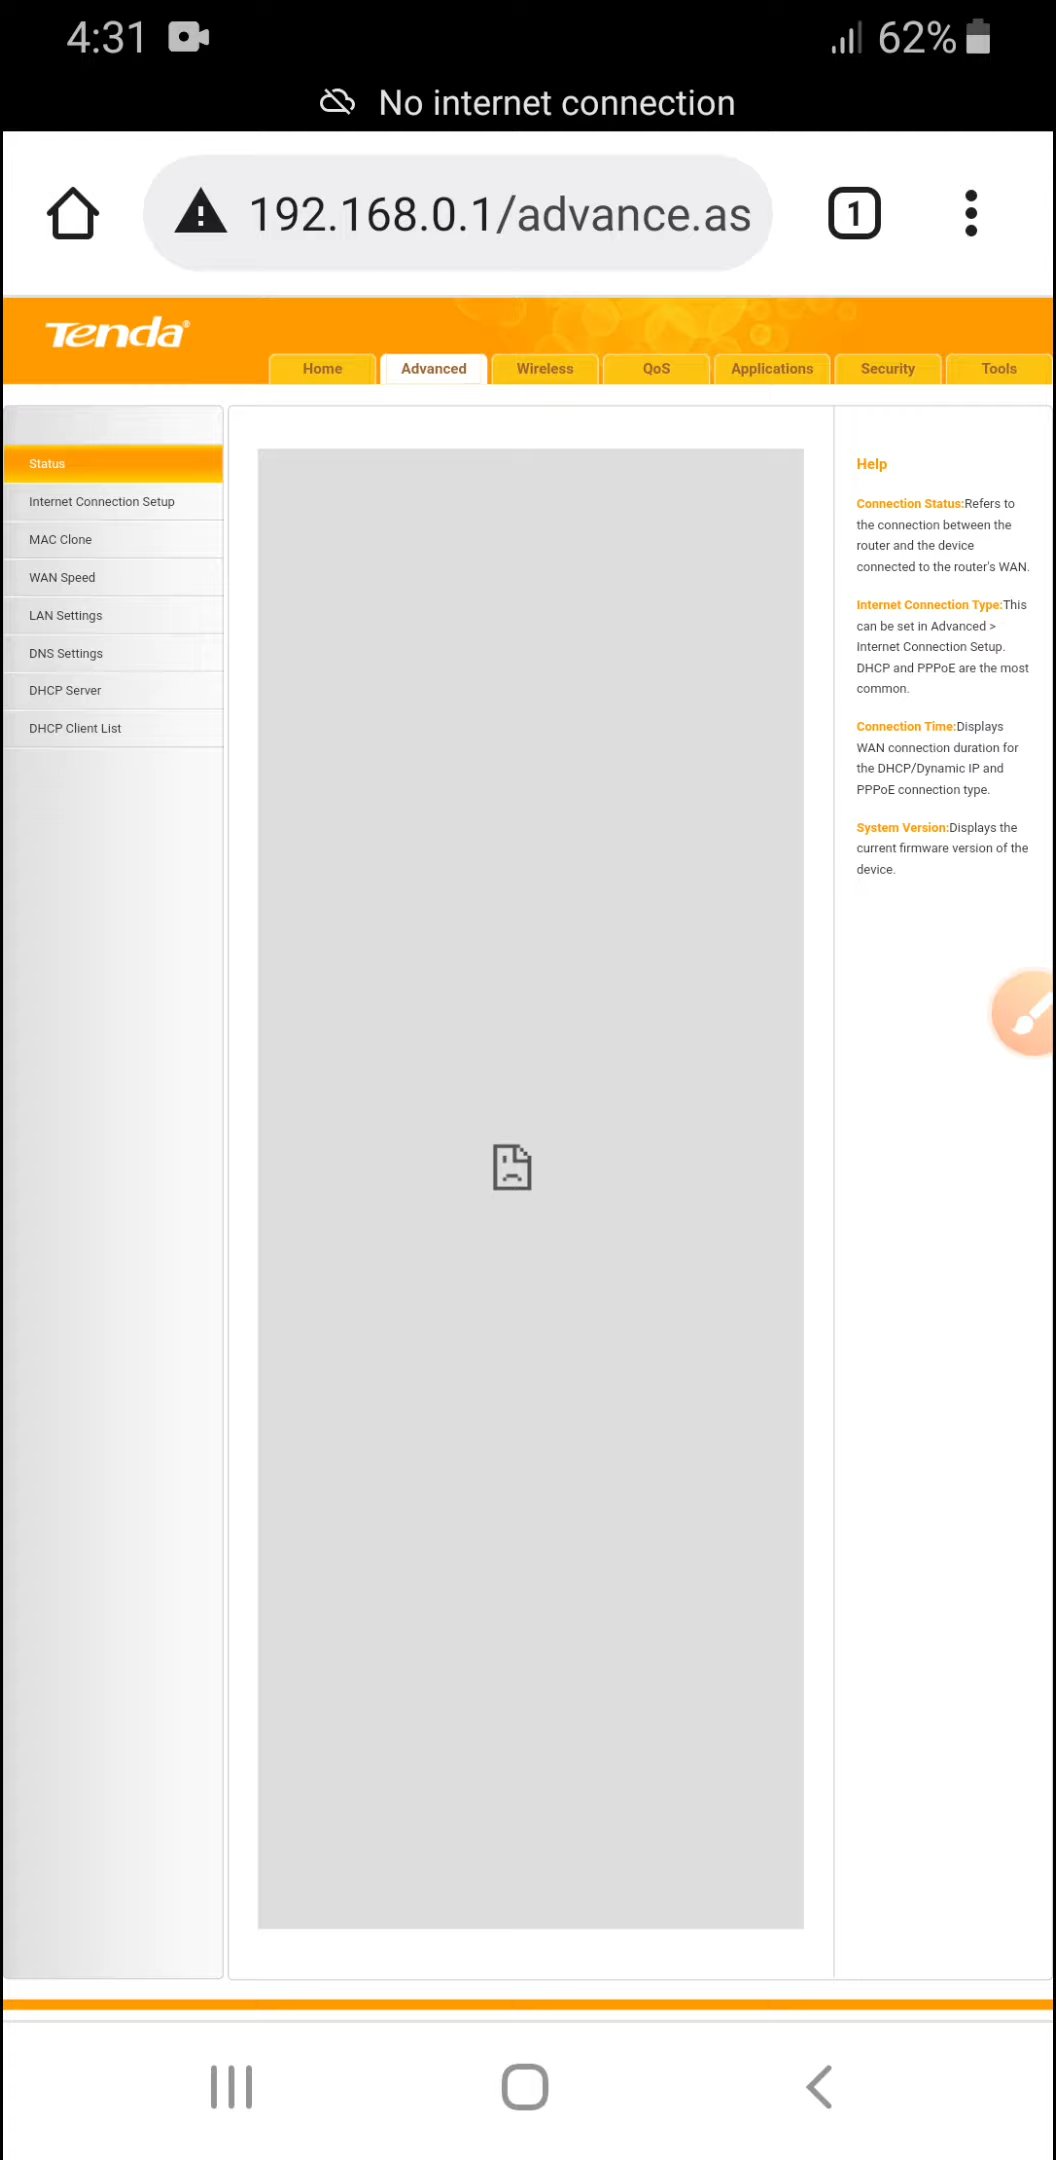 4:31
62%
No internet connection
192.168.0.1/advance.as
1
Tenda®
Home
Advanced
Wireless
QoS
Applications
Security
Tools
Status
Internet Connection Setup
MAC Clone
WAN Speed
LAN Settings
DNS Settings
DHCP Server
DHCP Client List
Help
Connection Status:Refers to
the connection between the
router and the device
connected to the router's WAN.
Internet Connection Type:This
can be set in Advanced >
Internet Connection Setup.
DHCP and PPPoE are the most
common.
Connection Time:Displays
WAN connection duration for
the DHCP/Dynamic IP and
PPPoE connection type.
System Version:Displays the
current firmware version of the
device.